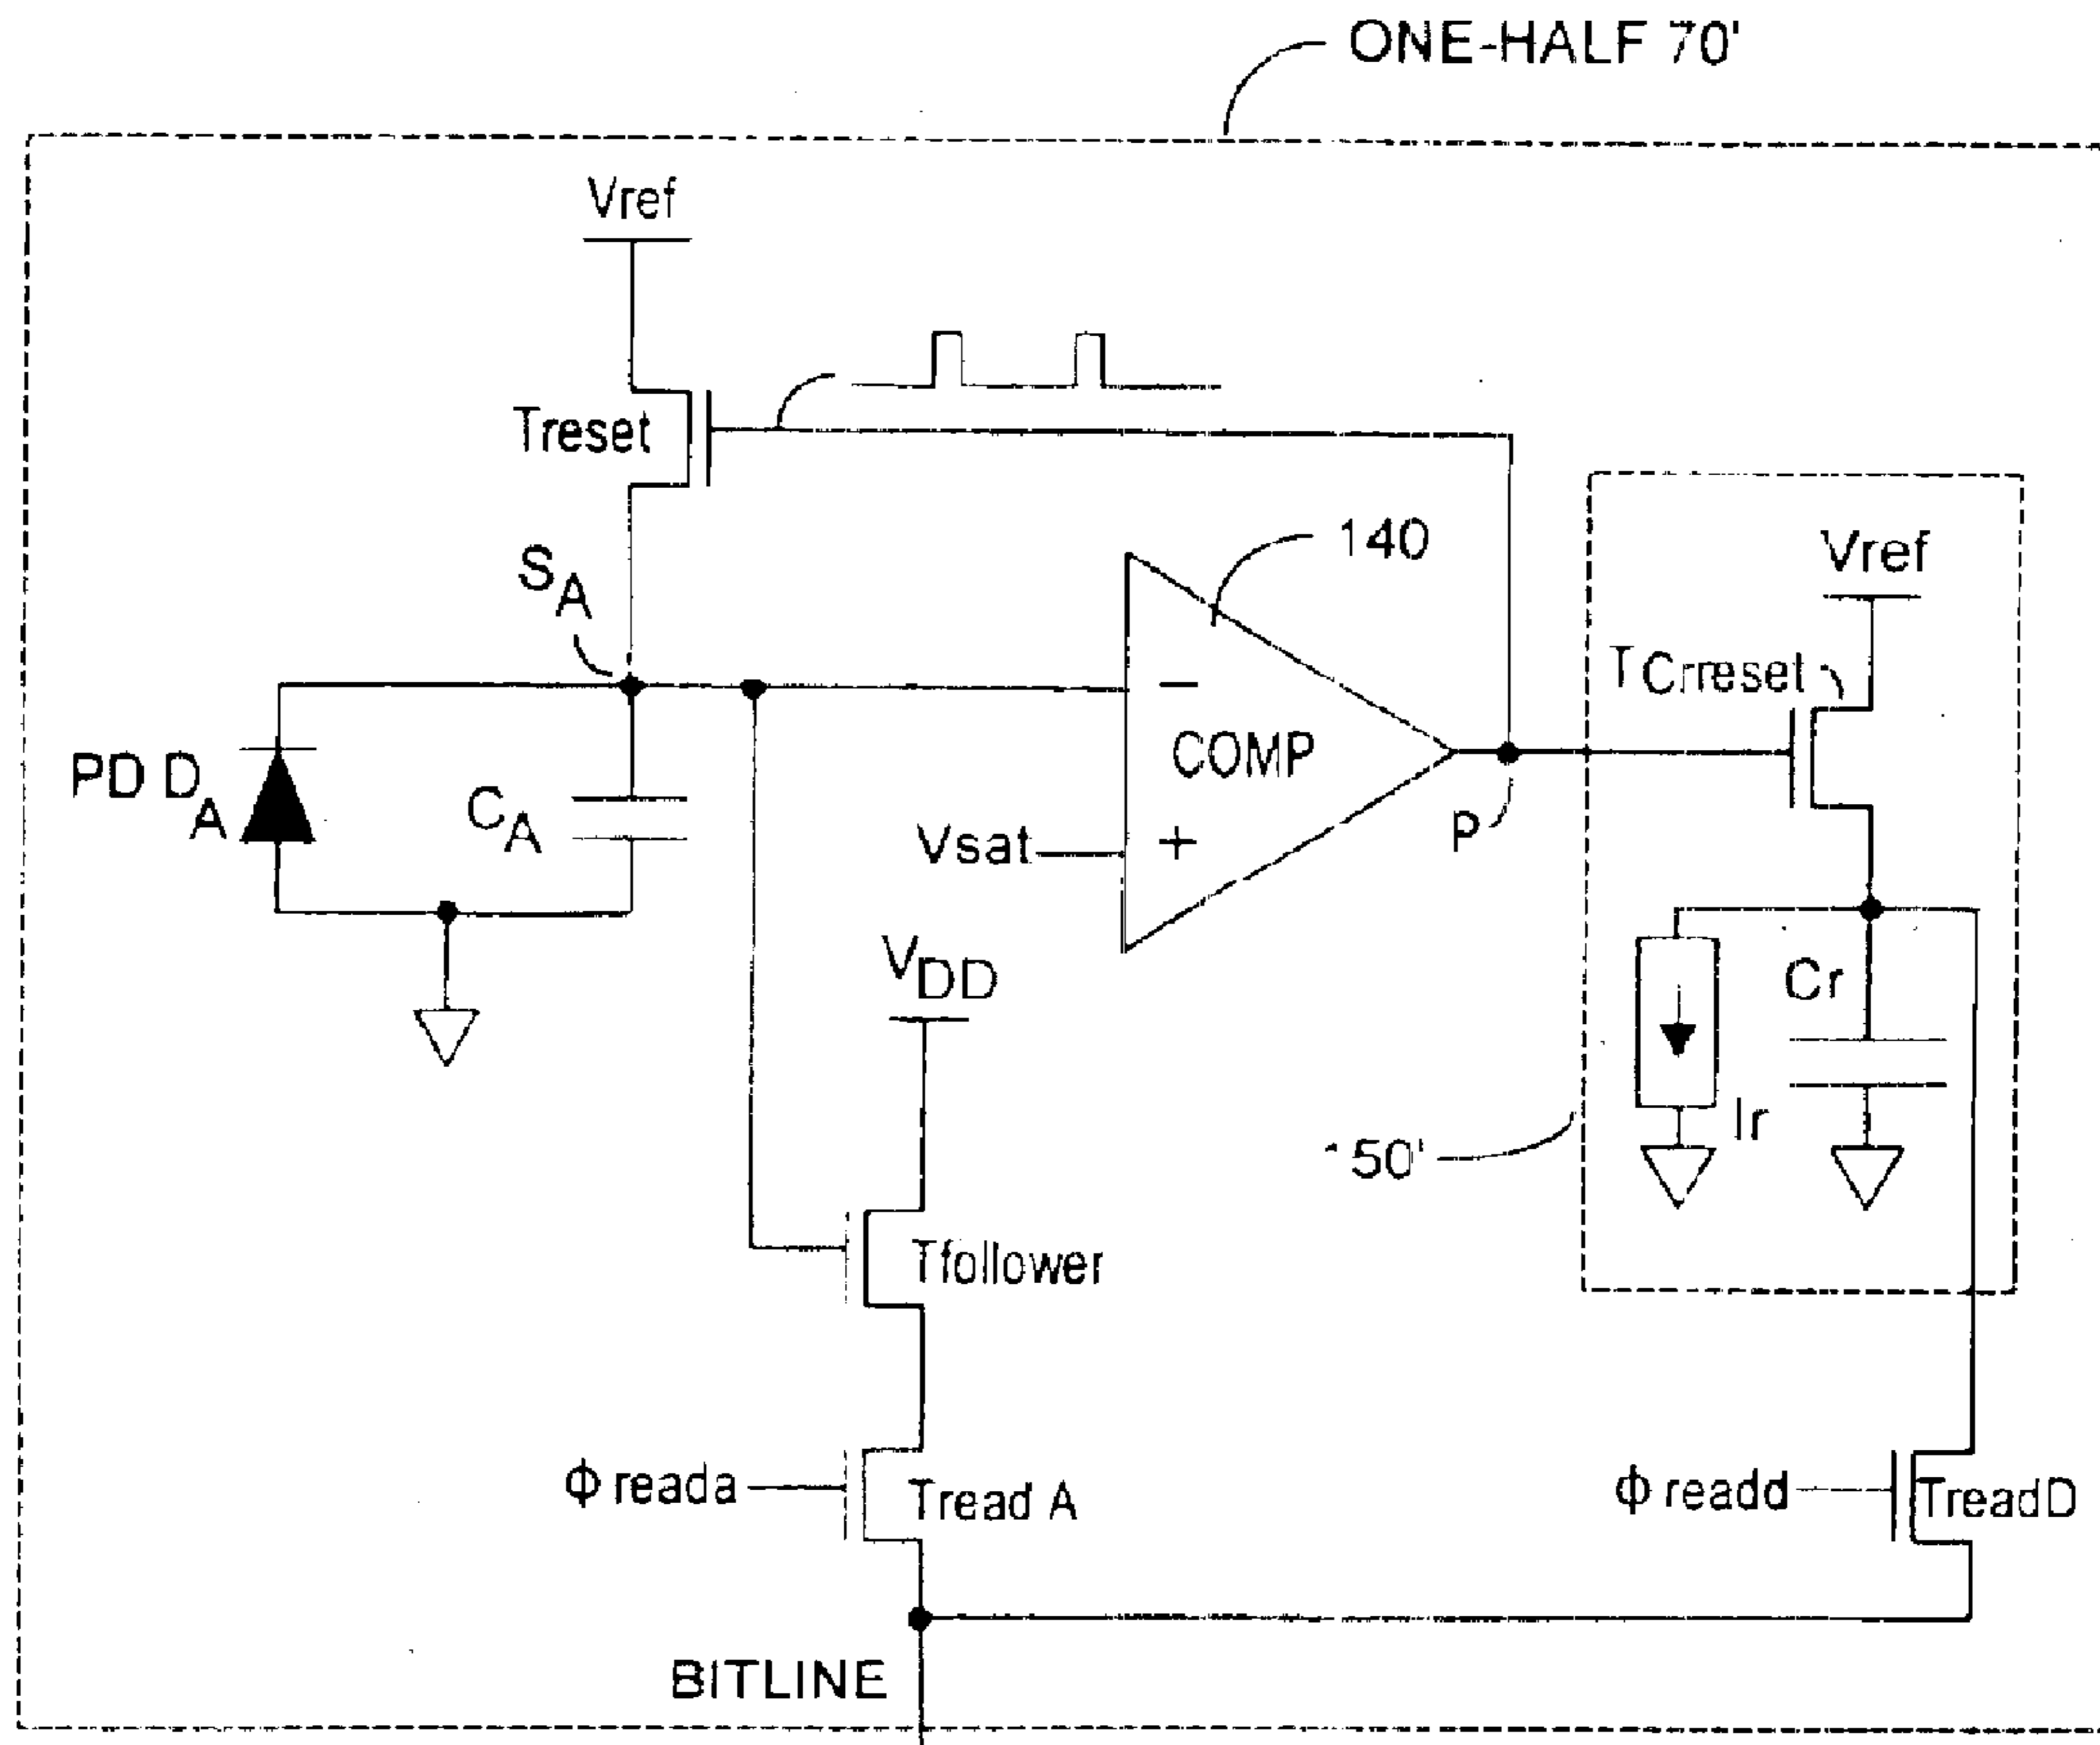 ONE-HALF 70'
Vref
Treset
SA
140
Vref
TCrreset
PD DA
CA
−
COMP
+
Vsat
P
VDD
Cr
Ir
150'
Tfollower
Φ reada
Tread A
Φ readd
TreadD
BITLINE